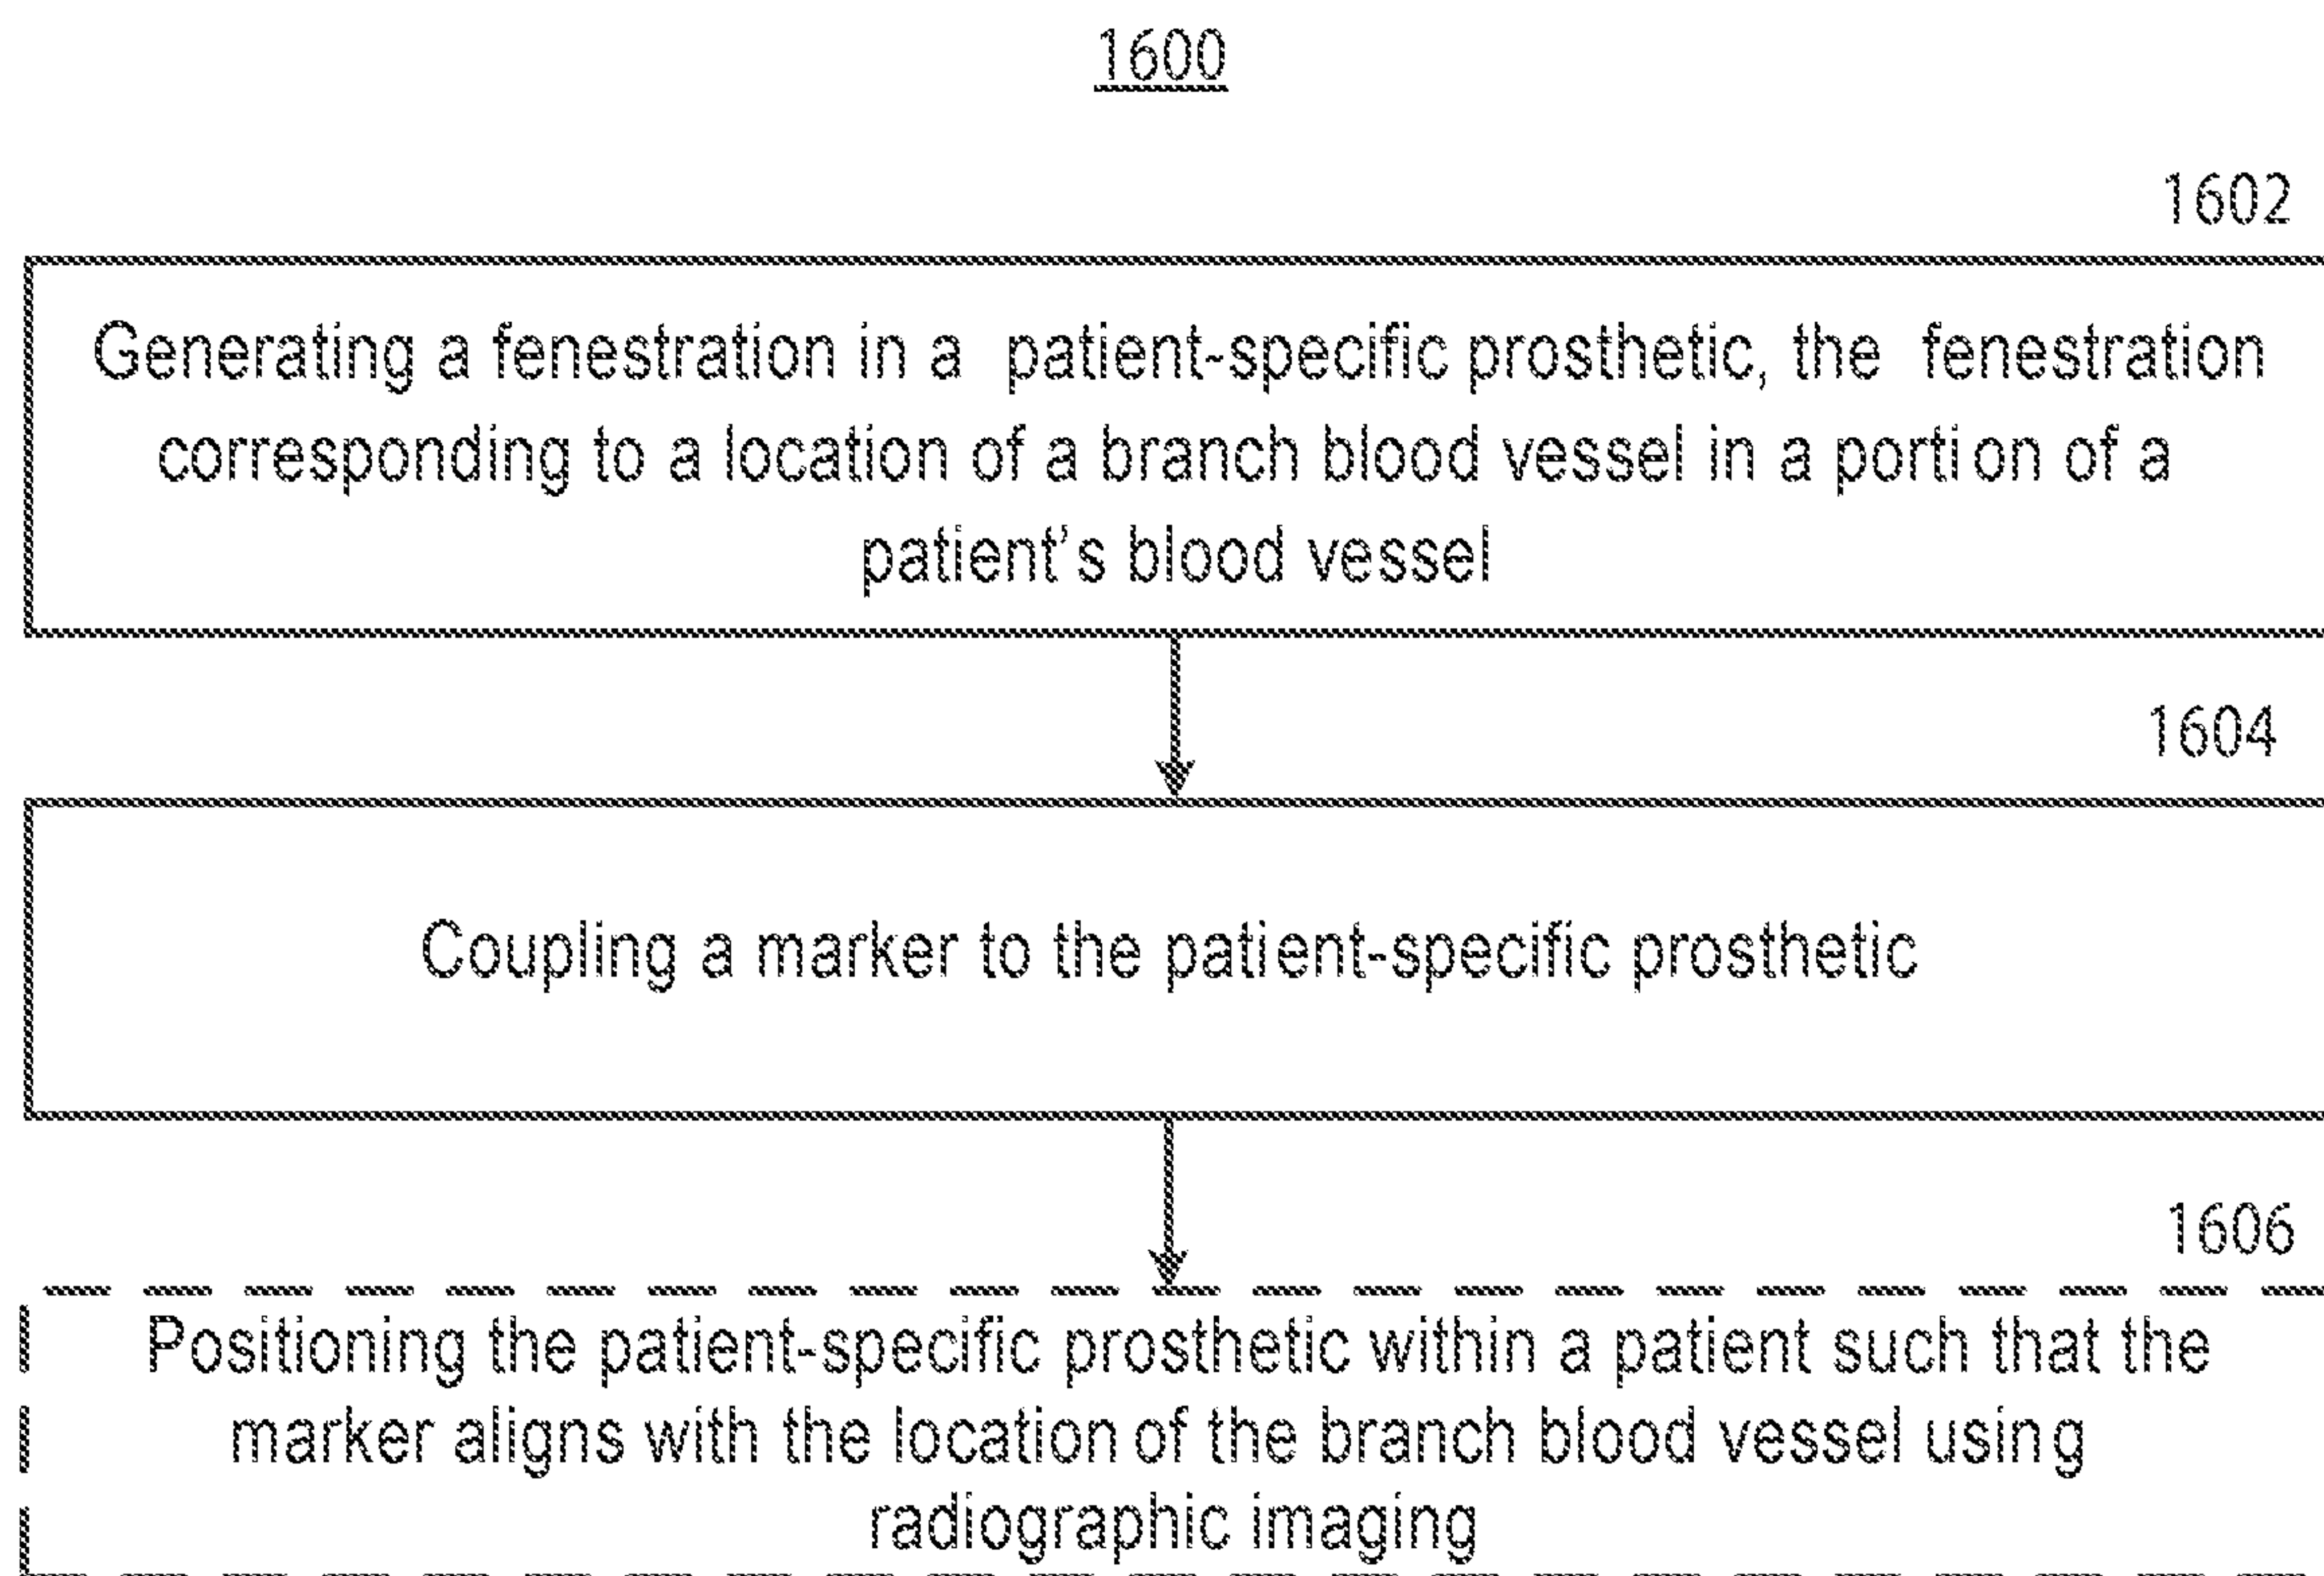 1600
1602
Generating a fenestration in a patient-specific prosthetic, the fenestration
corresponding to a location of a branch blood vessel in a portion of a
patient's blood vessel
1604
Coupling a marker to the patient-specific prosthetic
1606
Positioning the patient-specific prosthetic within a patient such that the
marker aligns with the location of the branch blood vessel using
radiographic imaging